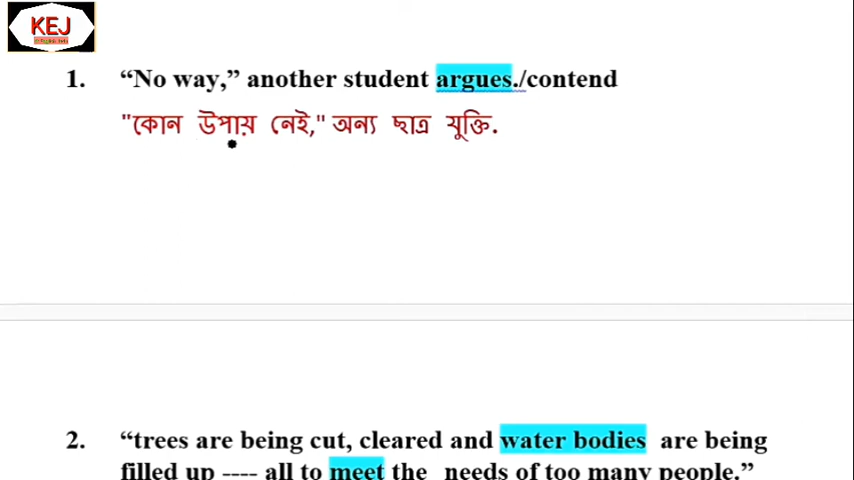 KEJ
1. “No way,” another student argues./contend
"কোন উপায় নেই," অন্য ছাত্র যুক্তি.
2. “trees are being cut, cleared and water bodies are being
filled up ---- all to meet the needs of too many people.”